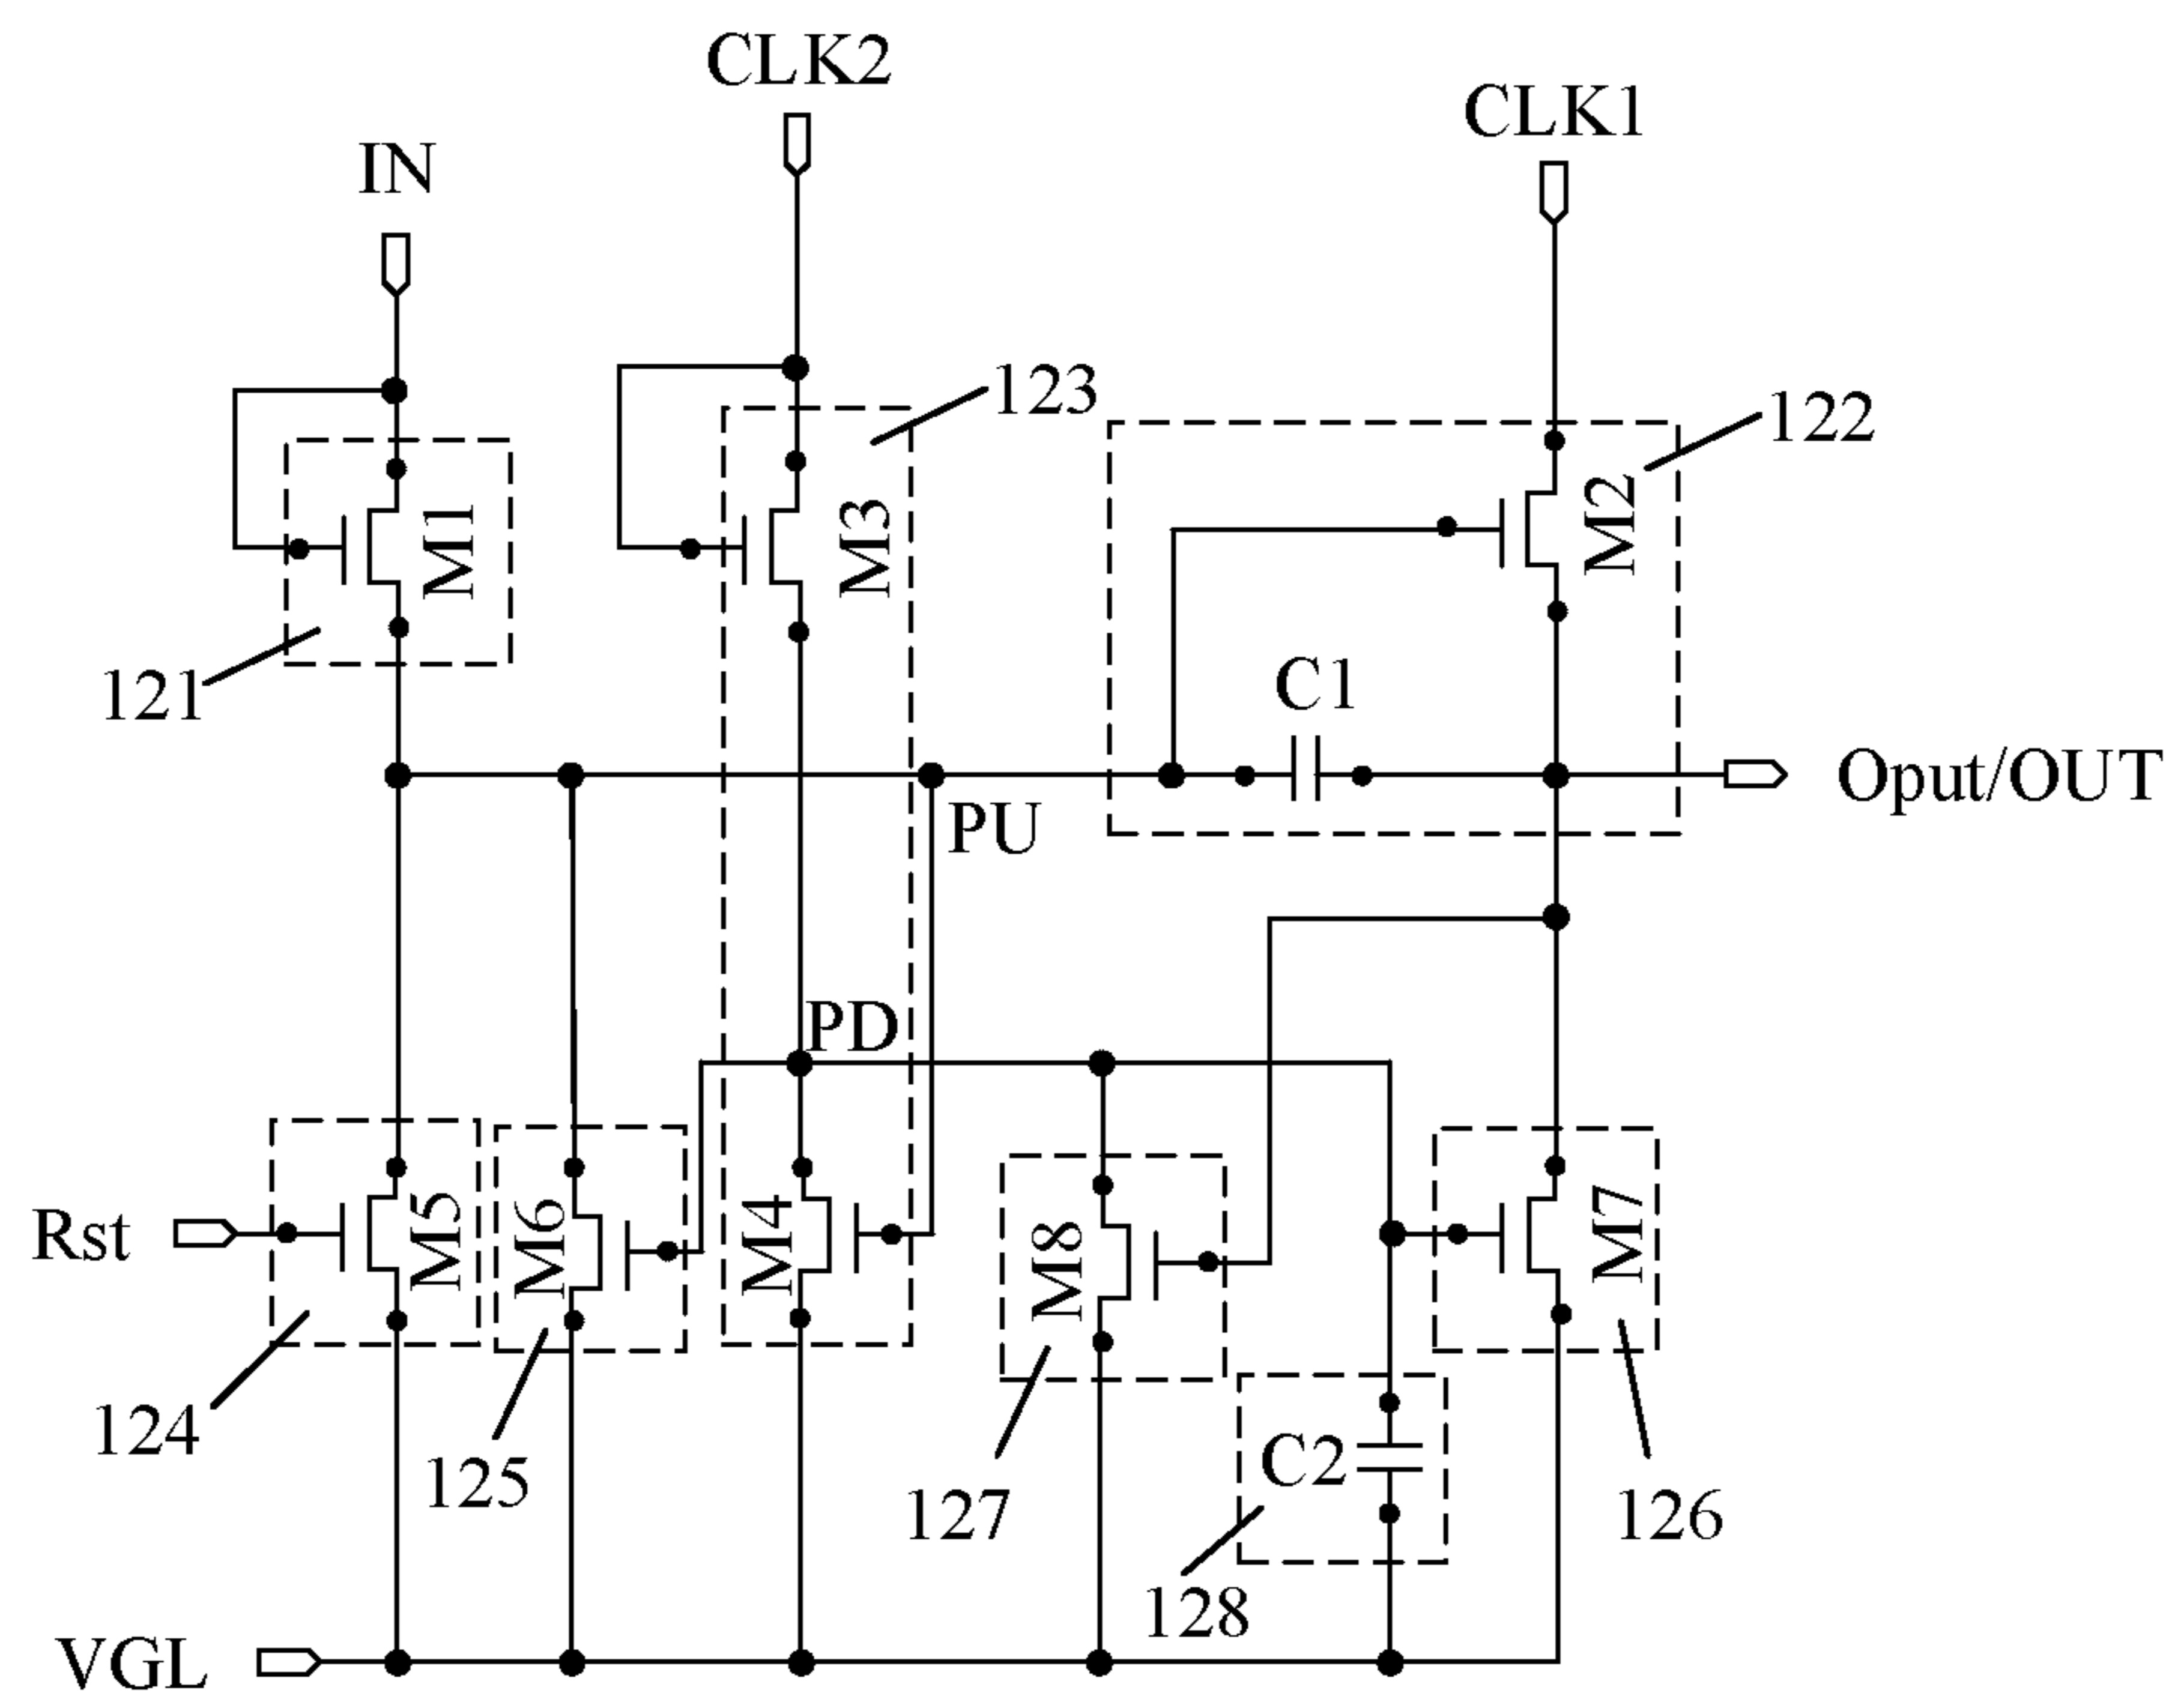 CLK2
CLK1
IN
123
122
M1
M3
M2
121
C1
Oput/OUT
PU
PD
Rst
M5
M6
M4
M8
M7
124
125
C2
127
126
128
VGL